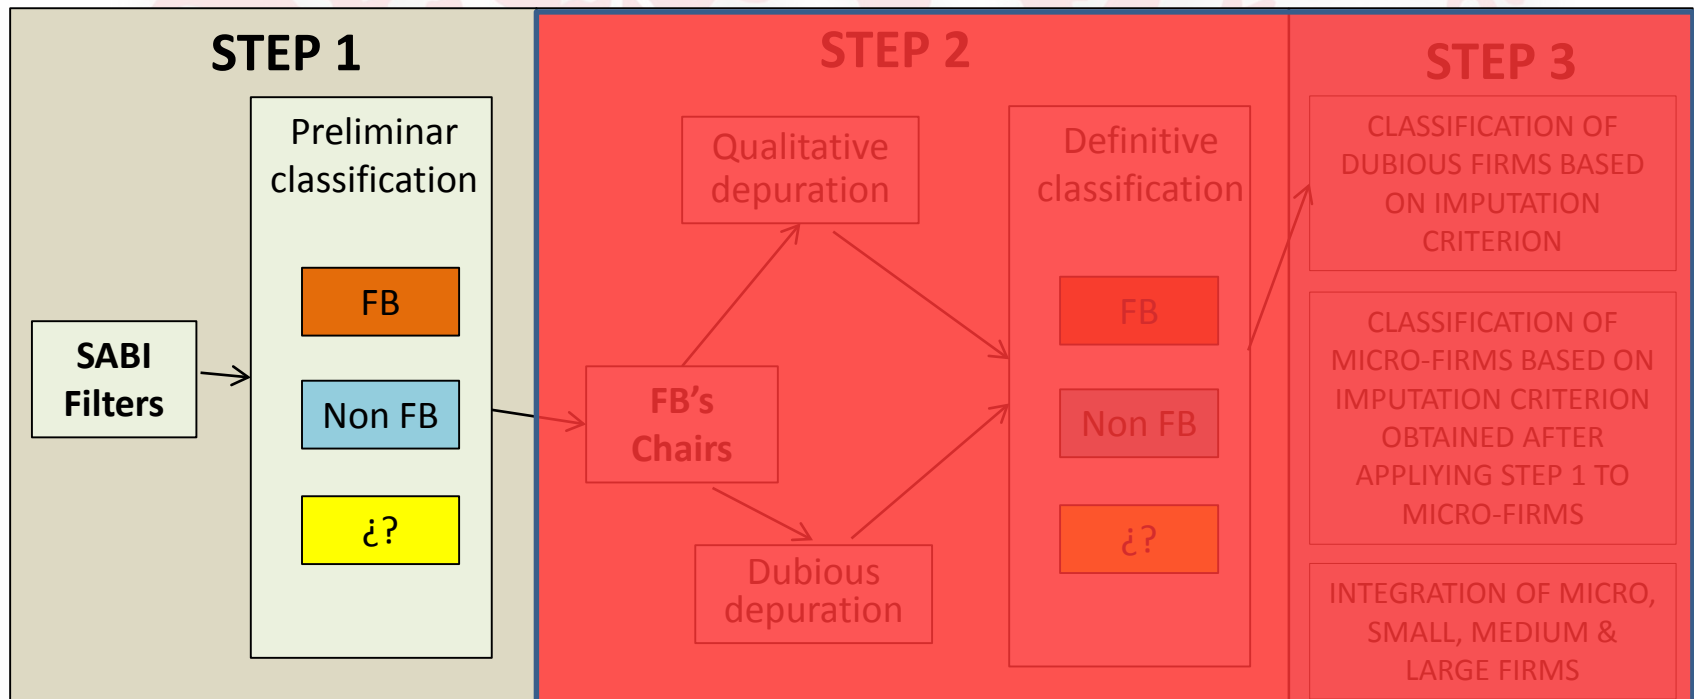 STEP 1
Preliminar
classification
FB
Non FB
¿?
SABI
Filters
STEP 2
Qualitative
depuration
FB's
Chairs
Dubious
depuration
Definitive
classification
FB
Non FB
¿?
STEP 3
CLASSIFICATION OF
DUBIOUS FIRMS BASED
ON IMPUTATION
CRITERION
CLASSIFICATION OF
MICRO-FIRMS BASED ON
IMPUTATION CRITERION
OBTAINED AFTER
APPLIYING STEP 1 TO
MICRO-FIRMS
INTEGRATION OF MICRO,
SMALL, MEDIUM &
LARGE FIRMS